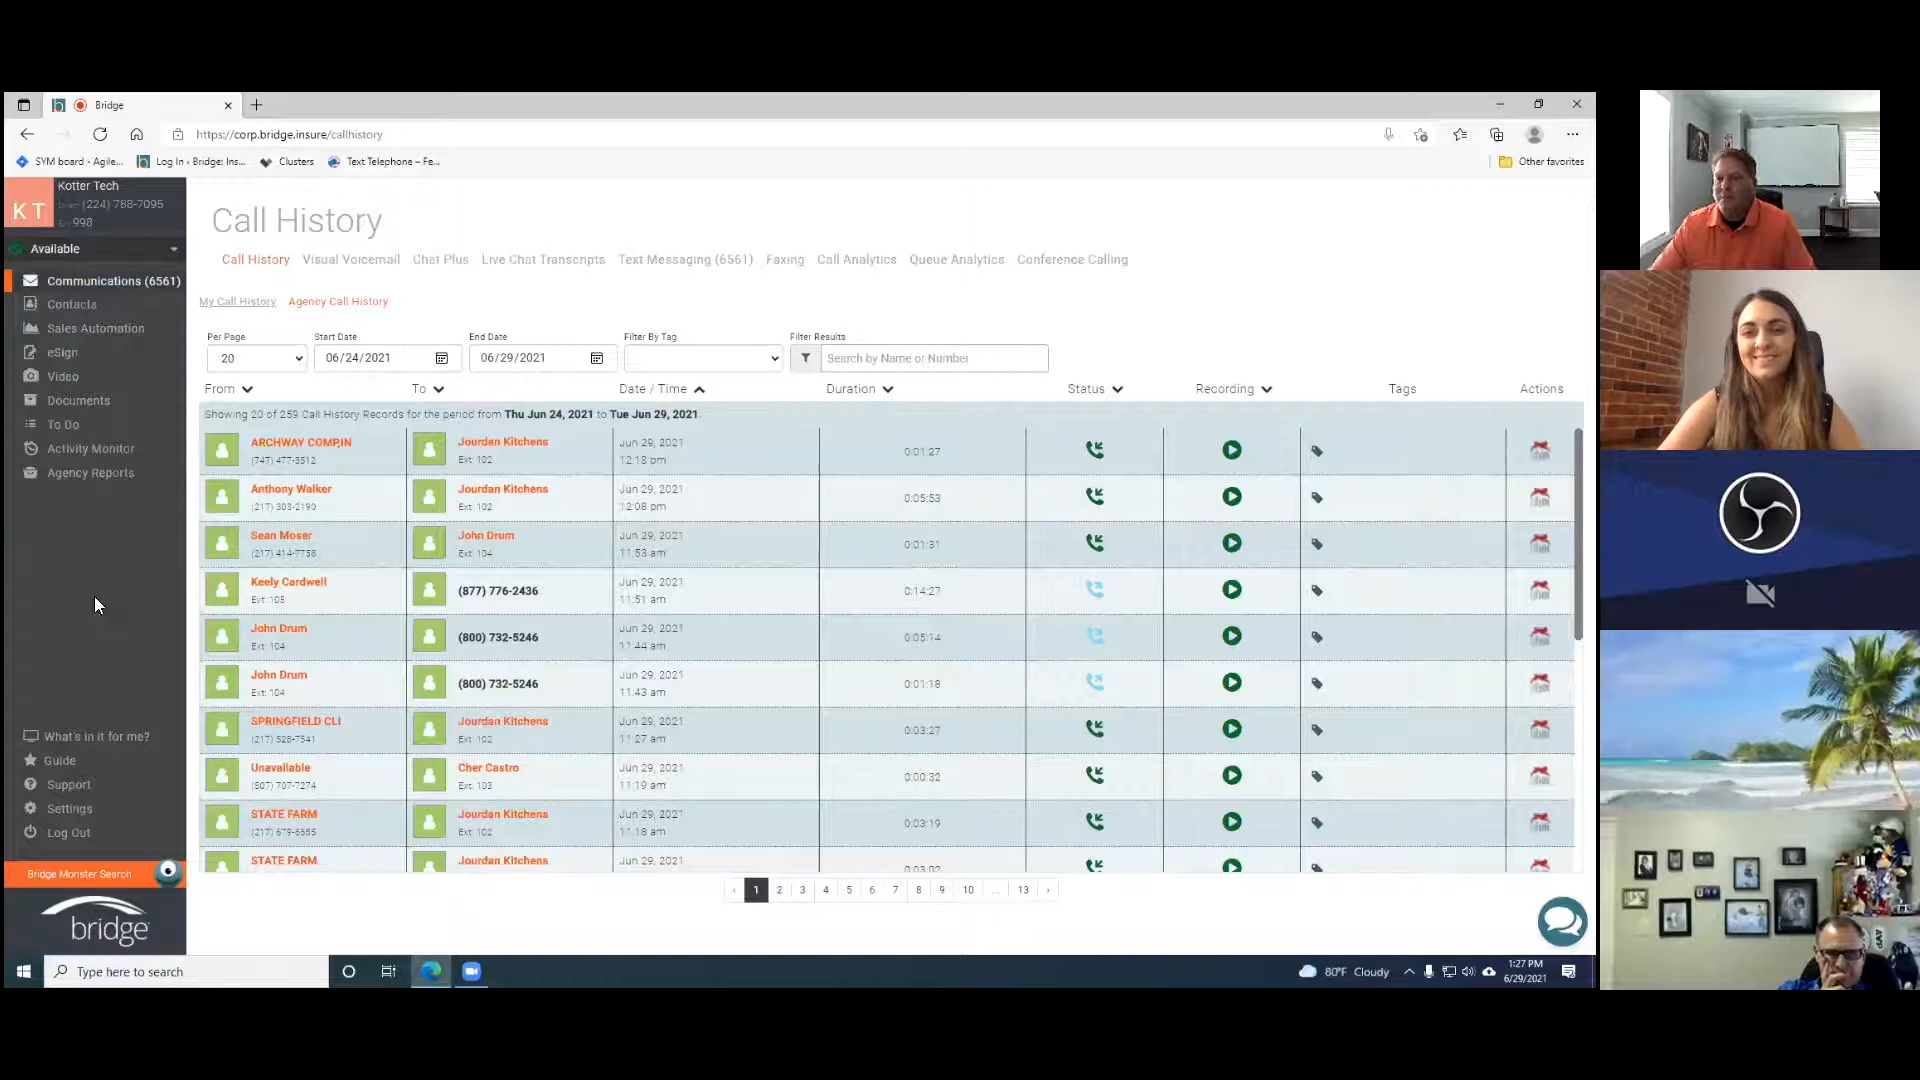 Bridge
https://corp.bridge.insure/callhistory
SYM board - Agile... Log In ‹ Bridge: Ins... Clusters Text Telephone – Fe... Other favorites
KT
Kotter Tech
(224) 788-7095
998
Available
Communications (6561)
Contacts
Sales Automation
eSign
Video
Documents
To Do
Activity Monitor
Agency Reports
What's in it for me?
Guide
Support
Settings
Log Out
Bridge Monster Search
bridge
Call History
Call History Visual Voicemail Chat Plus Live Chat Transcripts Text Messaging (6561) Faxing Call Analytics Queue Analytics Conference Calling
My Call History Agency Call History
Per Page Start Date End Date Filter By Tag Filter Results
20 06/24/2021 06/29/2021 Search by Name or Number
From To Date / Time Duration Status Recording Tags Actions
Showing 20 of 259 Call History Records for the period from Thu Jun 24, 2021 to Tue Jun 29, 2021
ARCHWAY COMP,IN Jourdan Kitchens Jun 29, 2021
(747) 477-3512 Ext: 102 12:18 pm 0:01:27
Anthony Walker Jourdan Kitchens Jun 29, 2021
(217) 303-2190 Ext: 102 12:08 pm 0:05:53
Sean Moser John Drum Jun 29, 2021
(217) 414-7758 Ext: 104 11:53 am 0:01:31
Keely Cardwell (877) 776-2436 Jun 29, 2021
Ext: 105 11:51 am 0:14:27
John Drum (800) 732-5246 Jun 29, 2021
Ext: 104 11:44 am 0:05:14
John Drum (800) 732-5246 Jun 29, 2021
Ext: 104 11:43 am 0:01:18
SPRINGFIELD CLI Jourdan Kitchens Jun 29, 2021
(217) 528-7541 Ext: 102 11:27 am 0:03:27
Unavailable Cher Castro Jun 29, 2021
(507) 707-7274 Ext: 103 11:19 am 0:00:32
STATE FARM Jourdan Kitchens Jun 29, 2021
(217) 679-6585 Ext: 102 11:18 am 0:03:19
STATE FARM Jourdan Kitchens Jun 29, 2021
0:03:02
‹ 1 2 3 4 5 6 7 8 9 10 ... 13 ›
Type here to search
80°F Cloudy
1:27 PM
6/29/2021